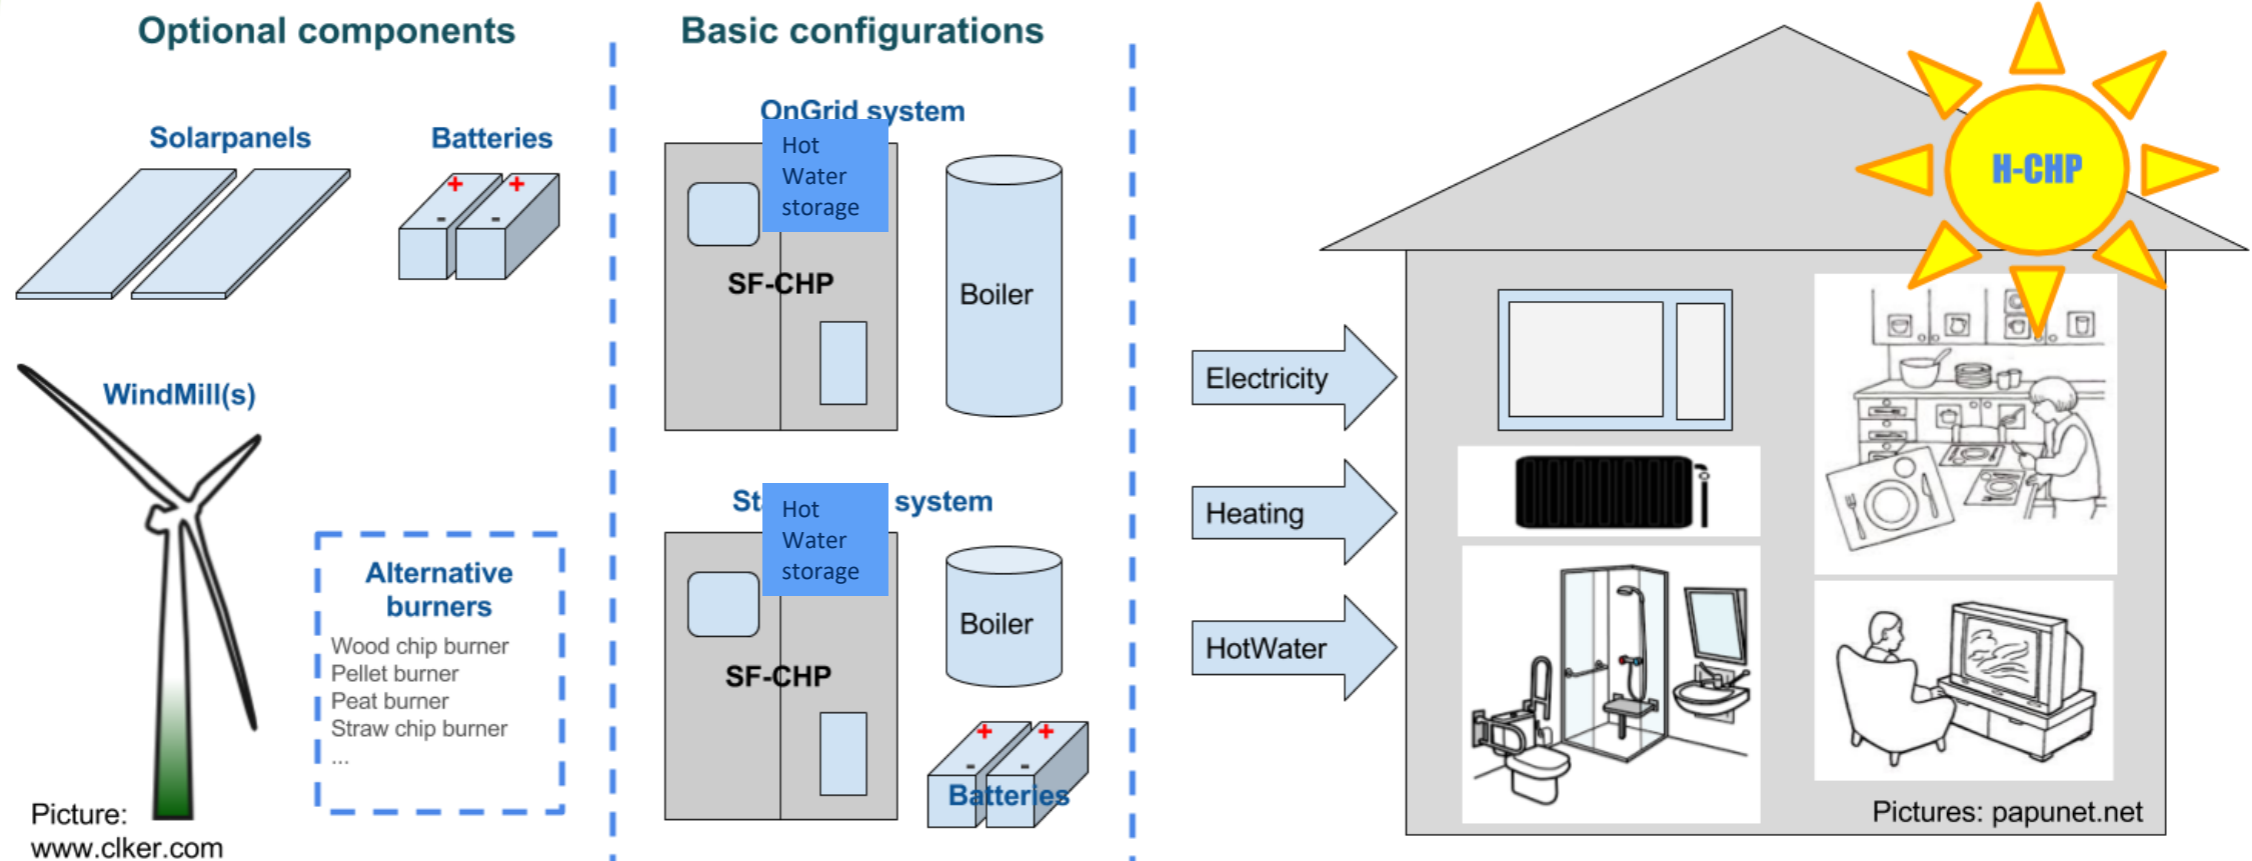 Optional components
Solarpanels
Batteries
WindMill(s)
Alternative
burners
Wood chip burner
Pellet burner
Peat burner
Straw chip burner
...
Picture:
www.clker.com
Basic configurations
OnGrid system
Hot
Water
storage
SF-CHP
Boiler
system
Hot
Water
storage
SF-CHP
Boiler
Batteries
Electricity
Heating
HotWater
H-CHP
Pictures: papunet.net